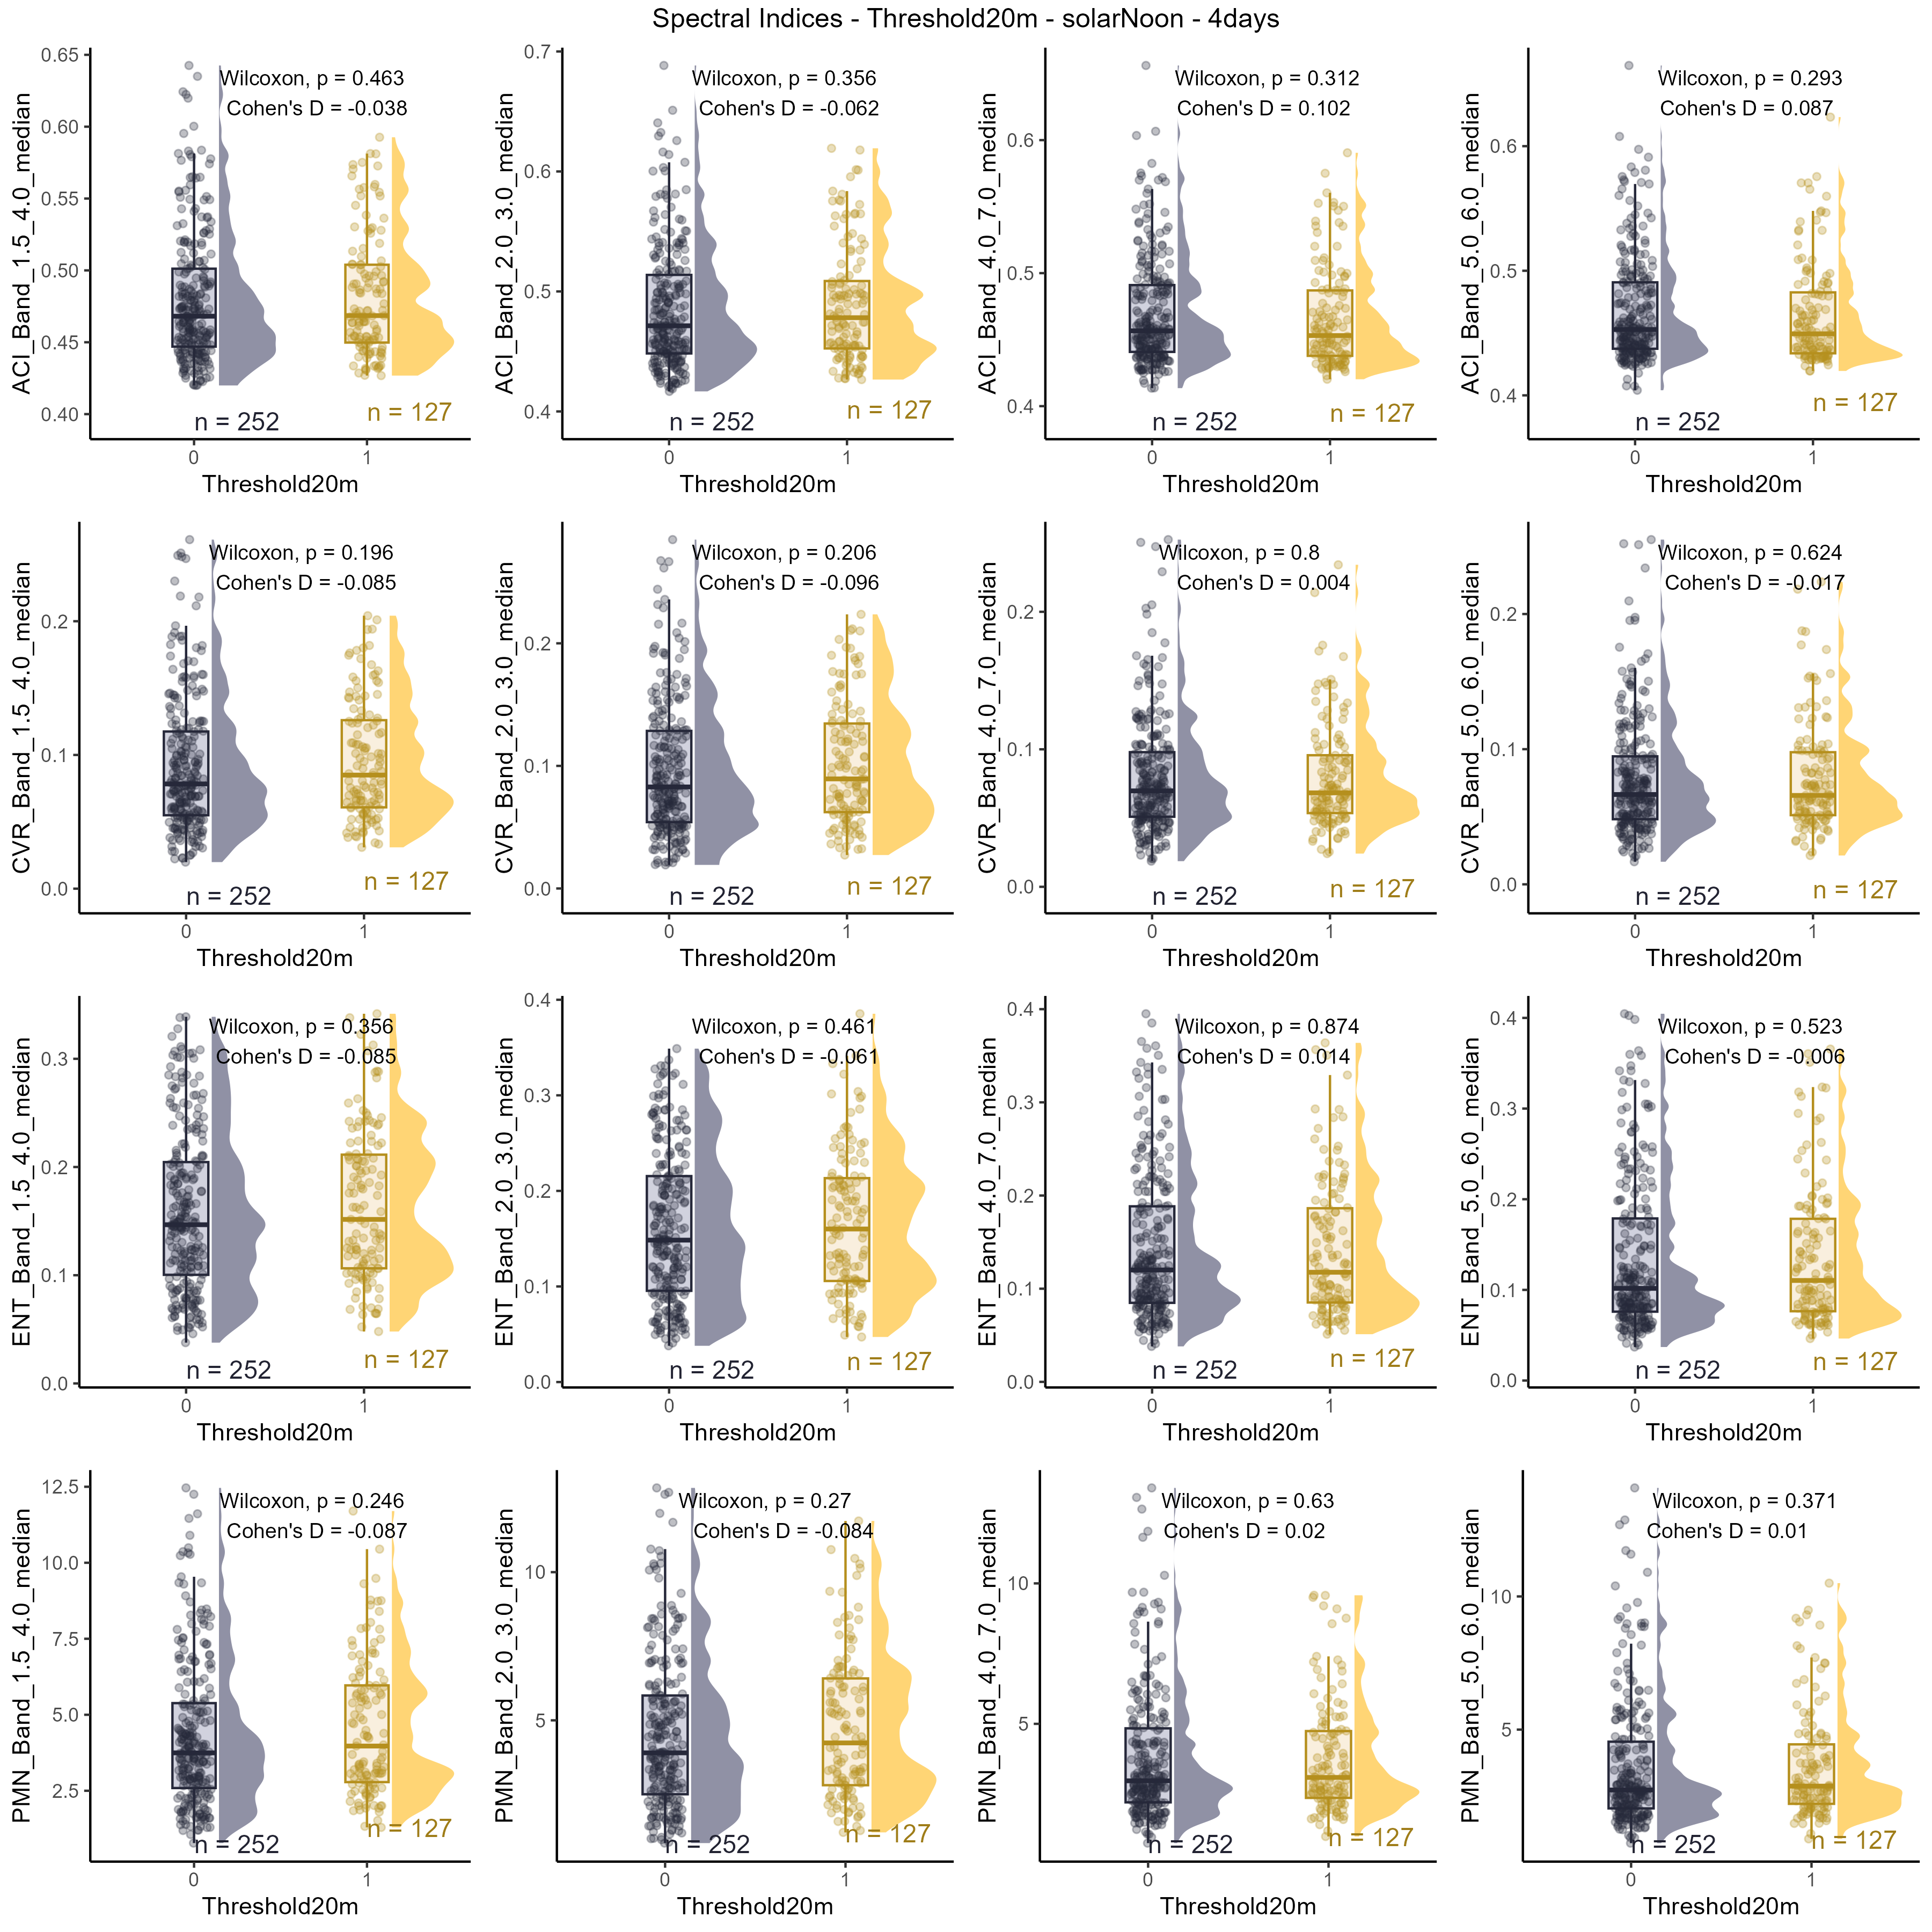 Spectral Indices - Threshold20m - solarNoon - 4days
ACI_Band_1.5_4.0_median
0.65
0.60
0.55
0.50
0.45
0.40
Wilcoxon, p = 0.463
Cohen's D = -0.038
n = 252
n = 127
0
1
Threshold20m
ACI_Band_2.0_3.0_median
0.7
0.6
0.5
0.4
Wilcoxon, p = 0.356
Cohen's D = -0.062
n = 252
n = 127
0
1
Threshold20m
ACI_Band_4.0_7.0_median
0.6
0.5
0.4
Wilcoxon, p = 0.312
Cohen's D = 0.102
n = 252
n = 127
0
1
Threshold20m
ACI_Band_5.0_6.0_median
0.6
0.5
0.4
Wilcoxon, p = 0.293
Cohen's D = 0.087
n = 252
n = 127
0
1
Threshold20m
CVR_Band_1.5_4.0_median
0.2
0.1
0.0
Wilcoxon, p = 0.196
Cohen's D = -0.085
n = 252
n = 127
0
1
Threshold20m
CVR_Band_2.0_3.0_median
0.2
0.1
0.0
Wilcoxon, p = 0.206
Cohen's D = -0.096
n = 252
n = 127
0
1
Threshold20m
CVR_Band_4.0_7.0_median
0.2
0.1
0.0
Wilcoxon, p = 0.8
Cohen's D = 0.004
n = 252
n = 127
0
1
Threshold20m
CVR_Band_5.0_6.0_median
0.2
0.1
0.0
Wilcoxon, p = 0.624
Cohen's D = -0.017
n = 252
n = 127
0
1
Threshold20m
ENT_Band_1.5_4.0_median
0.3
0.2
0.1
0.0
Wilcoxon, p = 0.356
Cohen's D = -0.085
n = 252
n = 127
0
1
Threshold20m
ENT_Band_2.0_3.0_median
0.4
0.3
0.2
0.1
0.0
Wilcoxon, p = 0.461
Cohen's D = -0.061
n = 252
n = 127
0
1
Threshold20m
ENT_Band_4.0_7.0_median
0.4
0.3
0.2
0.1
0.0
Wilcoxon, p = 0.874
Cohen's D = 0.014
n = 252
n = 127
0
1
Threshold20m
ENT_Band_5.0_6.0_median
0.4
0.3
0.2
0.1
0.0
Wilcoxon, p = 0.523
Cohen's D = -0.006
n = 252
n = 127
0
1
Threshold20m
PMN_Band_1.5_4.0_median
12.5
10.0
7.5
5.0
2.5
Wilcoxon, p = 0.246
Cohen's D = -0.087
n = 252
n = 127
0
1
Threshold20m
PMN_Band_2.0_3.0_median
10
5
Wilcoxon, p = 0.27
Cohen's D = -0.084
n = 252
n = 127
0
1
Threshold20m
PMN_Band_4.0_7.0_median
10
5
Wilcoxon, p = 0.63
Cohen's D = 0.02
n = 252
n = 127
0
1
Threshold20m
PMN_Band_5.0_6.0_median
10
5
Wilcoxon, p = 0.371
Cohen's D = 0.01
n = 252
n = 127
0
1
Threshold20m